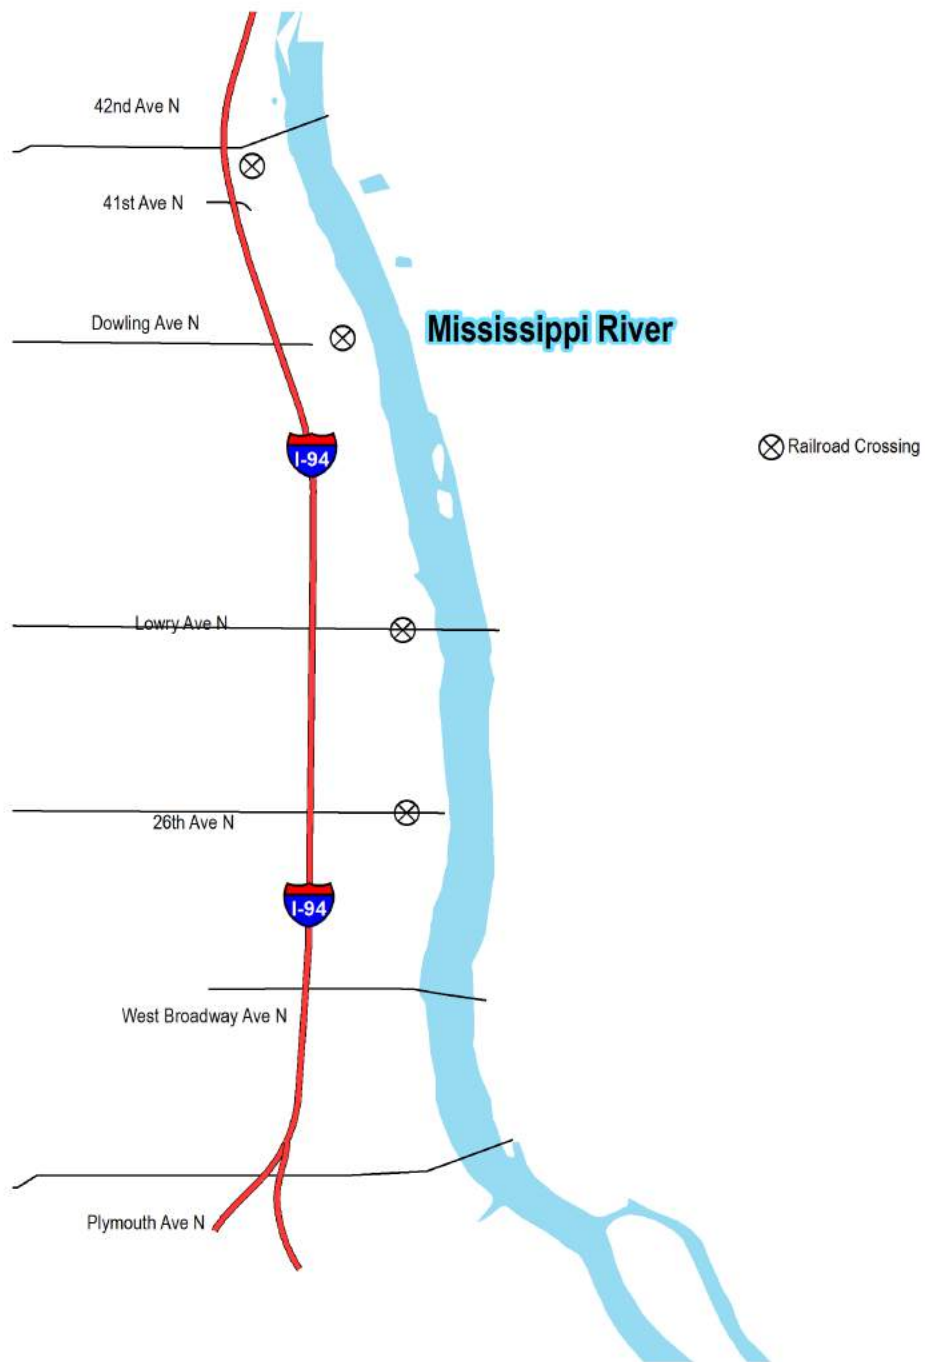 42nd Ave N
41st Ave N
Dowling Ave N
Mississippi River
I-94
Railroad Crossing
Lowry Ave N
26th Ave N
I-94
West Broadway Ave N
Plymouth Ave N